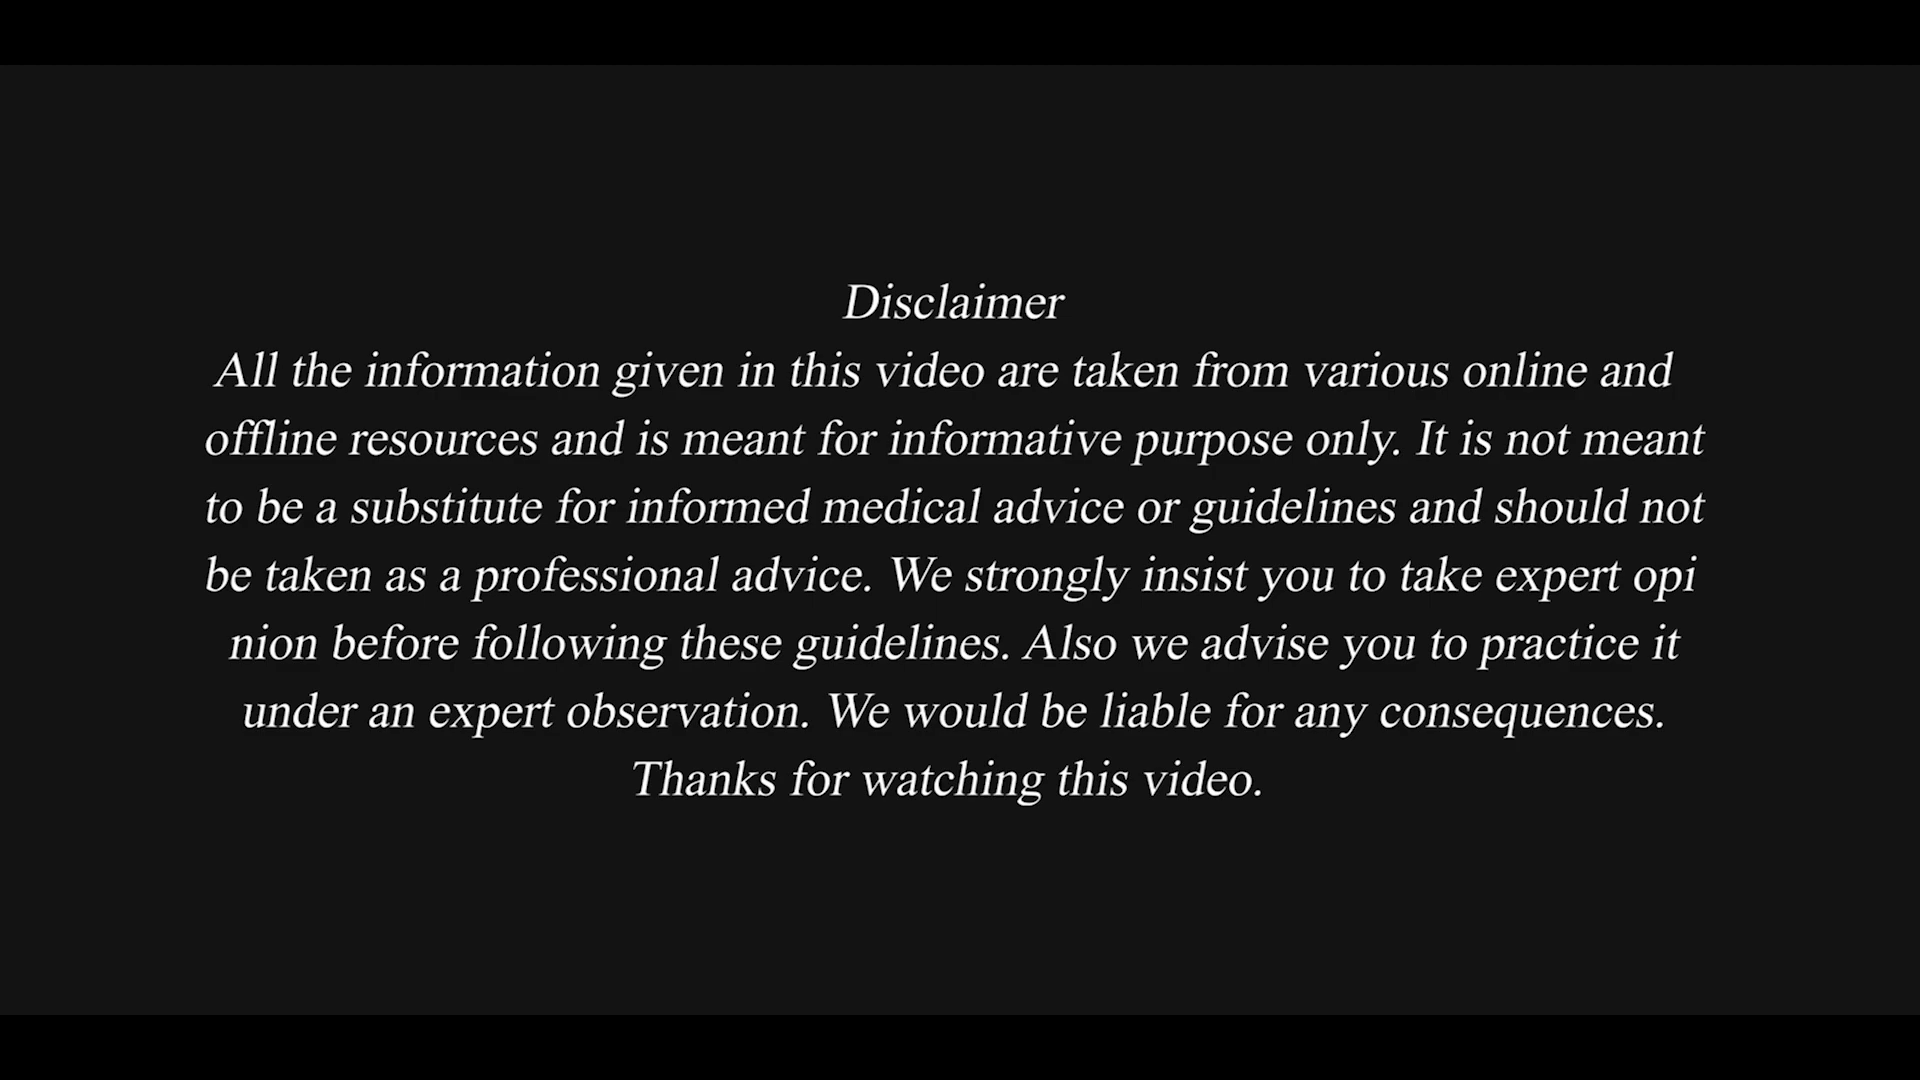 Disclaimer
All the information given in this video are taken from various online and
offline resources and is meant for informative purpose only. It is not meant
to be a substitute for informed medical advice or guidelines and should not
be taken as a professional advice. We strongly insist you to take expert opi
nion before following these guidelines. Also we advise you to practice it
under an expert observation. We would be liable for any consequences.
Thanks for watching this video.